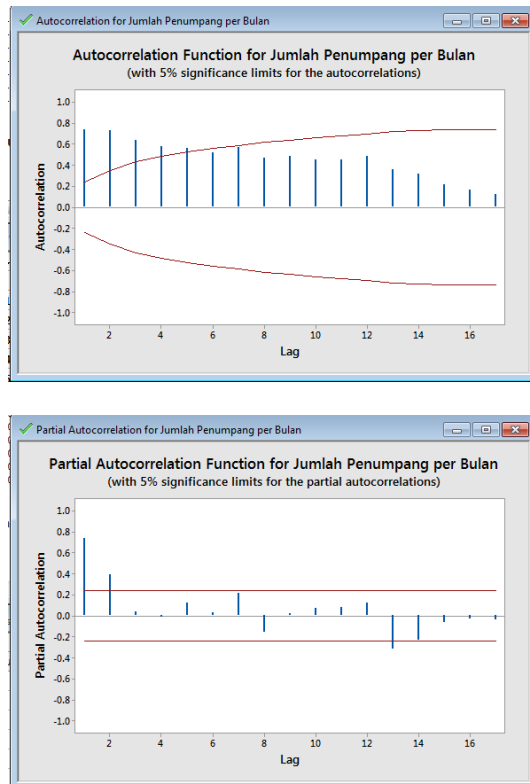 Autocorrelation for Jumlah Penumpang per Bulan
Autocorrelation Function for Jumlah Penumpang per Bulan
(with 5% significance limits for the autocorrelations)
1.0
0.8
0.6
0.4
0.2
0.0
-0.2
-0.4
-0.6
-0.8
-1.0
Autocorrelation
2 4 6 8 10 12 14 16
Lag
Partial Autocorrelation for Jumlah Penumpang per Bulan
Partial Autocorrelation Function for Jumlah Penumpang per Bulan
(with 5% significance limits for the partial autocorrelations)
1.0
0.8
0.6
0.4
0.2
0.0
-0.2
-0.4
-0.6
-0.8
-1.0
Partial Autocorrelation
2 4 6 8 10 12 14 16
Lag